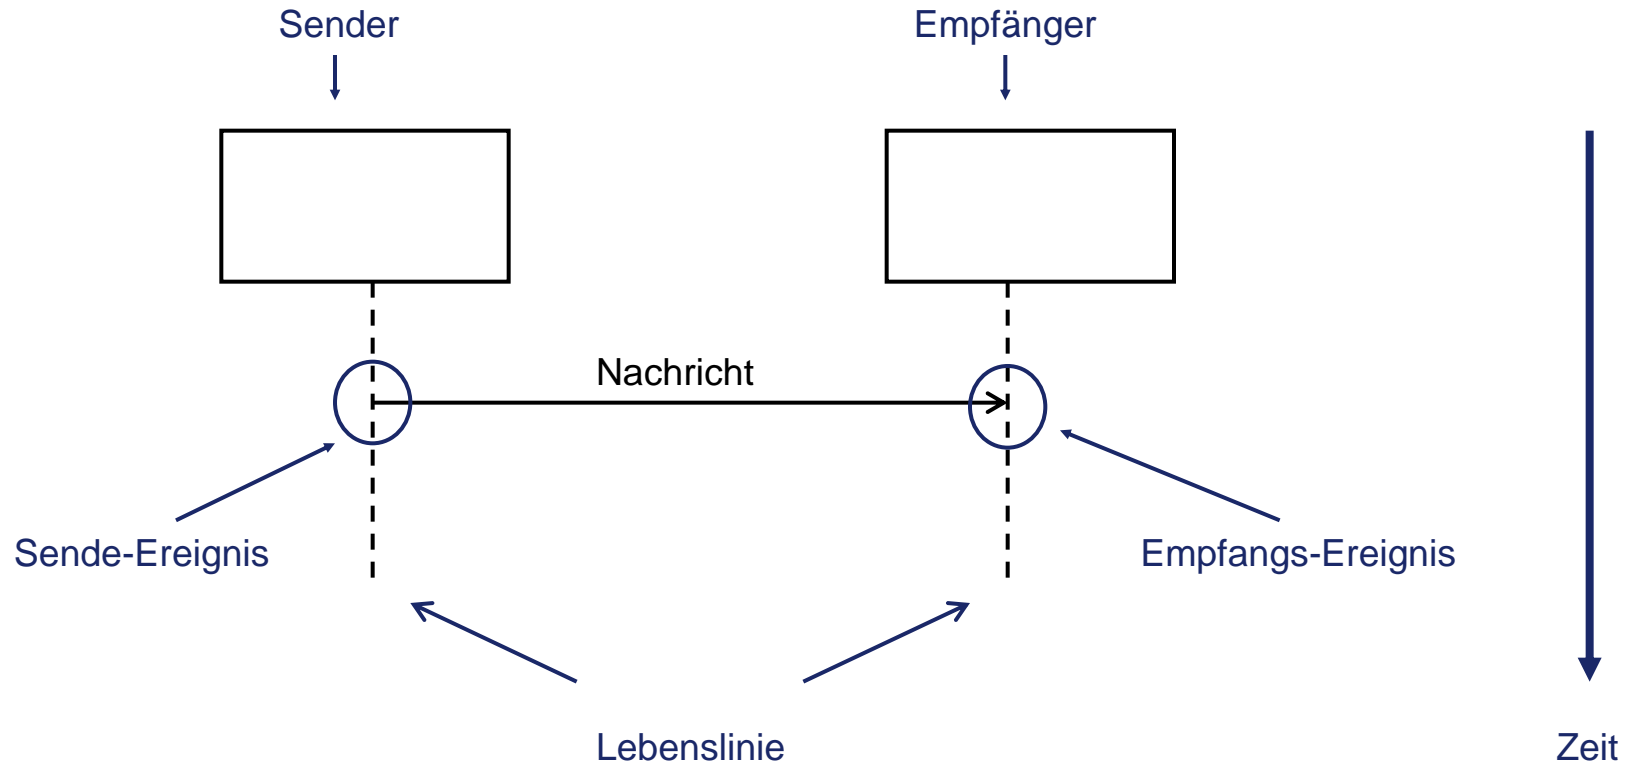 Sender
Empfänger
Nachricht
Sende-Ereignis
Empfangs-Ereignis
Lebenslinie
Zeit